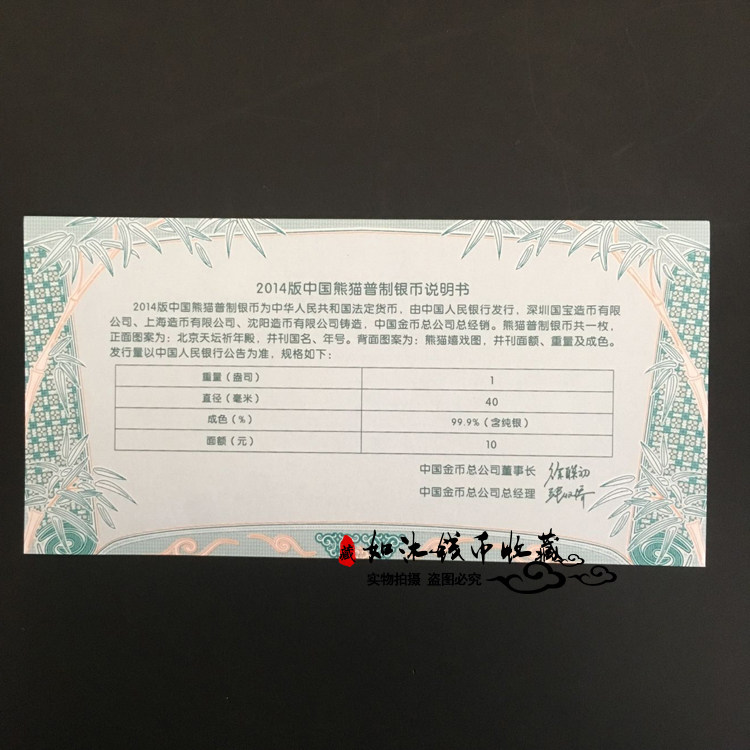 2014版中国熊猫普制银币说明书
2014版中国熊猫普制银币为中华人民共和国法定货币，由中国人民银行发行，深圳国宝造币有限
公司、上海造币有限公司、沈阳造币有限公司铸造，中国金币总公司总经销。熊猫普制银币共一枚，
正面图案为：北京天坛祈年殿，并刊国名、年号。背面图案为：熊猫嬉戏图，并刊面额、重量及成色。
发行量以中国人民银行公告为准，规格如下：
重量（盎司） 1
直径（毫米） 40
成色（%） 99.9%（含纯银）
面额（元） 10
中国金币总公司董事长
中国金币总公司总经理
藏 如沐钱币收藏
实物拍摄 盗图必究